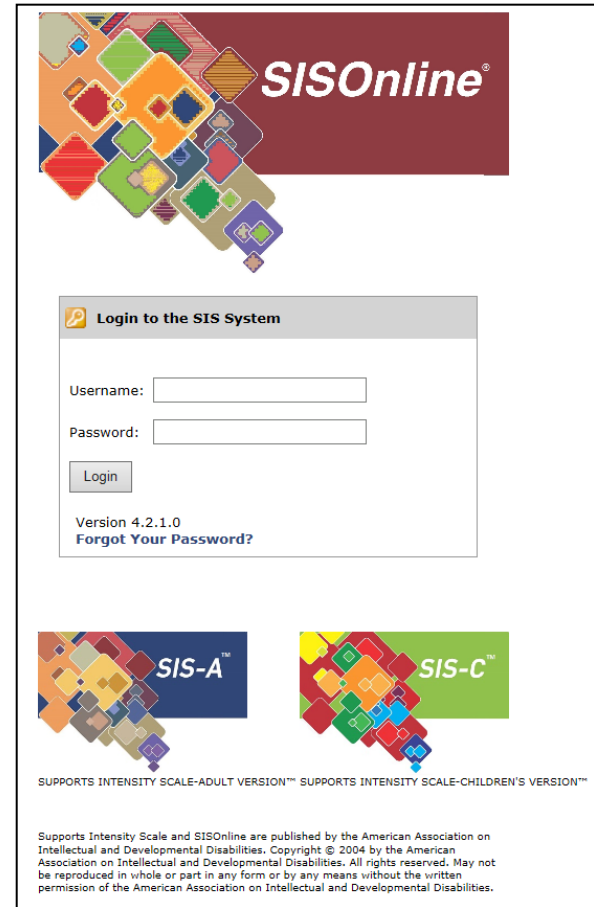 SISOnline®
Login to the SIS System
Username:
Password:
Login
Version 4.2.1.0
Forgot Your Password?
SIS-A™
SIS-C™
SUPPORTS INTENSITY SCALE-ADULT VERSION™ SUPPORTS INTENSITY SCALE-CHILDREN'S VERSION™
Supports Intensity Scale and SISOnline are published by the American Association on
Intellectual and Developmental Disabilities. Copyright © 2004 by the American
Association on Intellectual and Developmental Disabilities. All rights reserved. May not
be reproduced in whole or part in any form or by any means without the written
permission of the American Association on Intellectual and Developmental Disabilities.